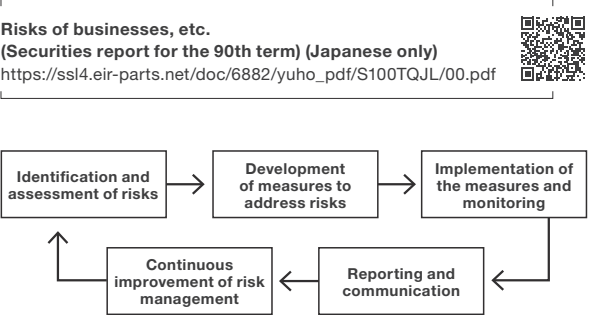 Risks of businesses, etc.
(Securities report for the 90th term) (Japanese only)
https://ssl4.eir-parts.net/doc/6882/yuho_pdf/S100TQJL/00.pdf
Identification and
assessment of risks
Development
of measures to
address risks
Implementation of
the measures and
monitoring
Reporting and
communication
Continuous
improvement of risk
management